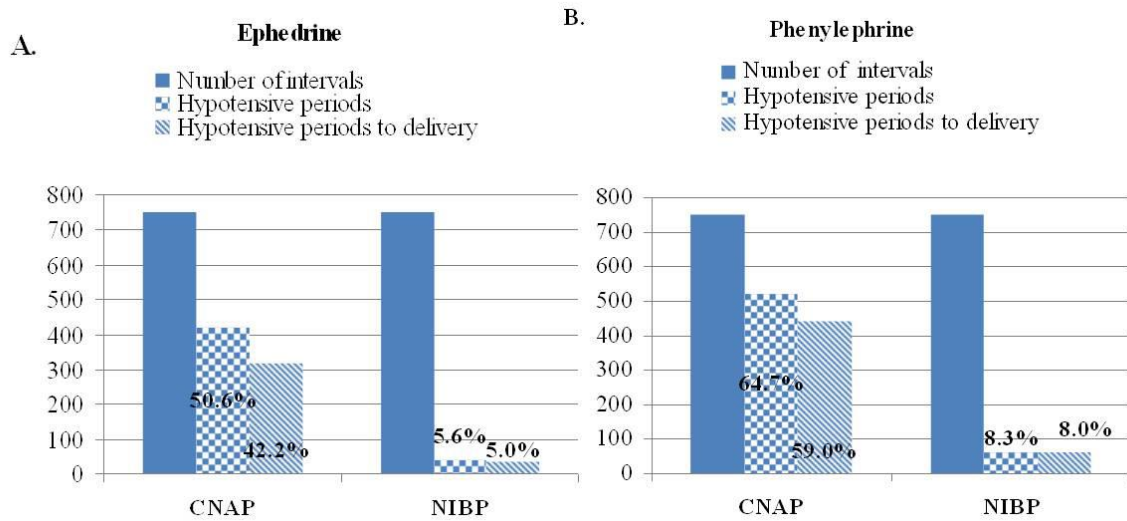 A.
Ephedrine
Number of intervals
Hypotensive periods
Hypotensive periods to delivery
800
700
600
500
400
300
200
100
0
50.6%
42.2%
5.6%
5.0%
CNAP
NIBP
B.
Phenylephrine
Number of intervals
Hypotensive periods
Hypotensive periods to delivery
800
700
600
500
400
300
200
100
0
64.7%
59.0%
8.3%
8.0%
CNAP
NIBP